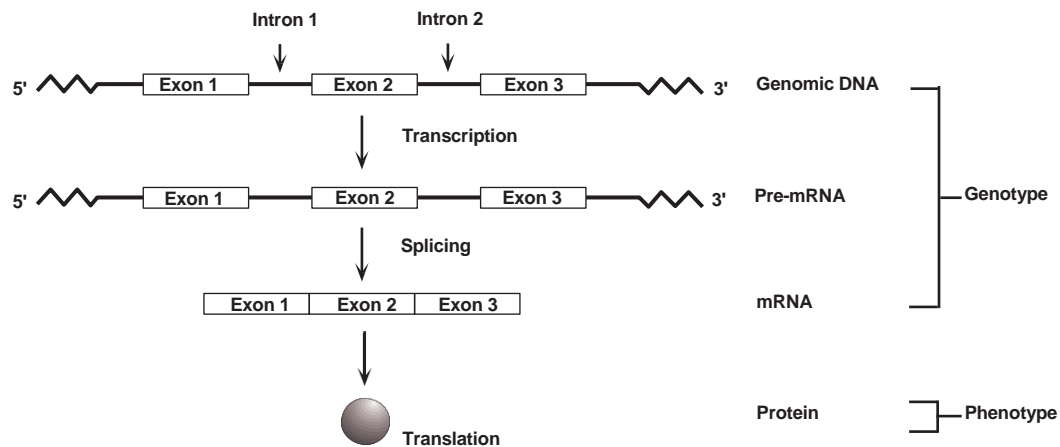 Intron 1 Intron 2
5' Exon 1 Exon 2 Exon 3 3' Genomic DNA
Transcription
5' Exon 1 Exon 2 Exon 3 3' Pre-mRNA Genotype
Splicing
Exon 1 Exon 2 Exon 3 mRNA
Protein Phenotype
Translation